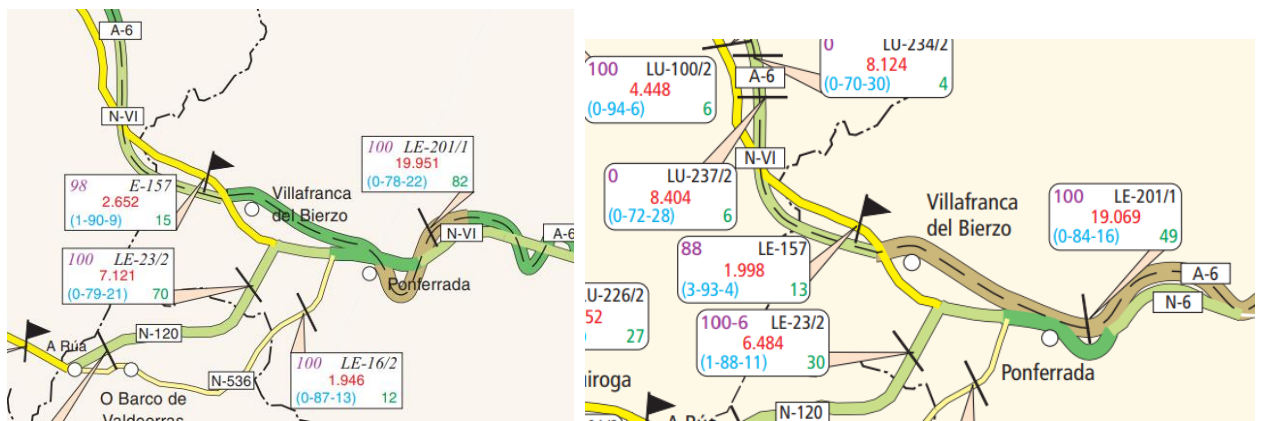 A-6
N-VI
100 LE-201/1
19.951
(0-78-22) 82
98 E-157
2.652
(1-90-9) 15
Villafranca
del Bierzo
N-VI
A-6
100 LE-23/2
7.121
(0-79-21) 70
Ponferrada
N-120
A Rúa
100 LE-16/2
1.946
(0-87-13) 12
N-536
O Barco de
Valdeorras
0 LU-234/2
8.124
(0-70-30) 4
100 LU-100/2
4.448
(0-94-6) 6
A-6
N-VI
0 LU-237/2
8.404
(0-72-28) 6
Villafranca
del Bierzo
100 LE-201/1
19.069
(0-84-16) 49
88 LE-157
1.998
(3-93-4) 13
A-6
N-6
U-226/2
52
27
100-6 LE-23/2
6.484
(1-88-11) 30
Ponferrada
iroga
N-120
A Rúa